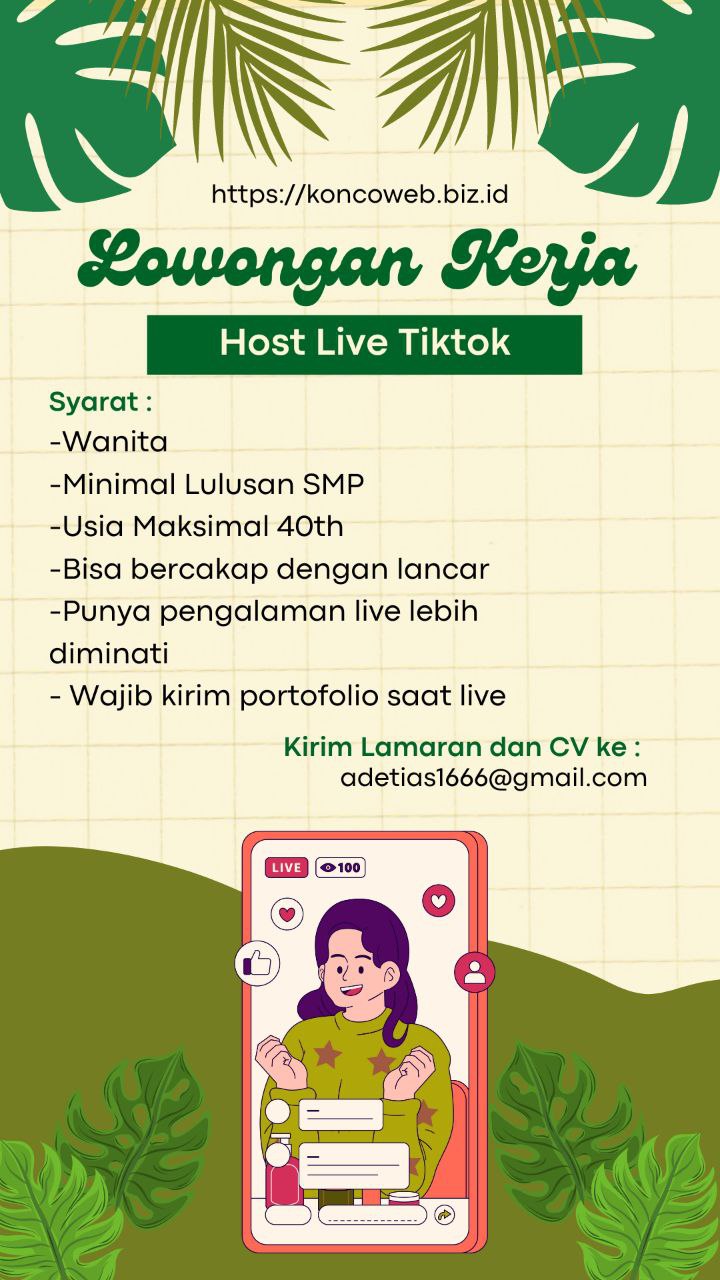 https://koncoweb.biz.id
Lowongan Kerja
Host Live Tiktok
Syarat :
-Wanita
-Minimal Lulusan SMP
-Usia Maksimal 40th
-Bisa bercakap dengan lancar
-Punya pengalaman live lebih
diminati
- Wajib kirim portofolio saat live
Kirim Lamaran dan CV ke :
adetias1666@gmail.com
LIVE 100